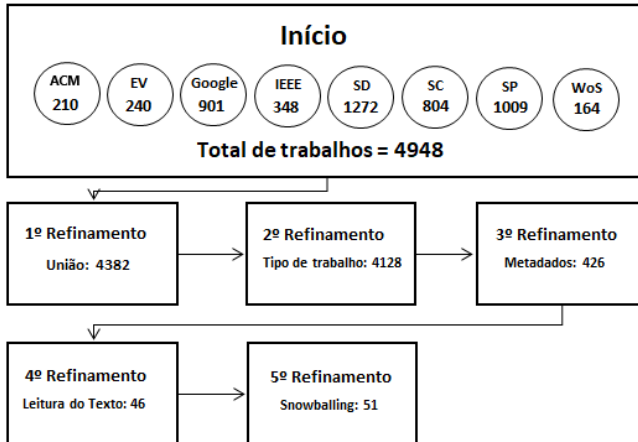 Início
ACM
210
EV
240
Google
901
IEEE
348
SD
1272
SC
804
SP
1009
WoS
164
Total de trabalhos = 4948
1º Refinamento
União: 4382
2º Refinamento
Tipo de trabalho: 4128
3º Refinamento
Metadados: 426
4º Refinamento
Leitura do Texto: 46
5º Refinamento
Snowballing: 51